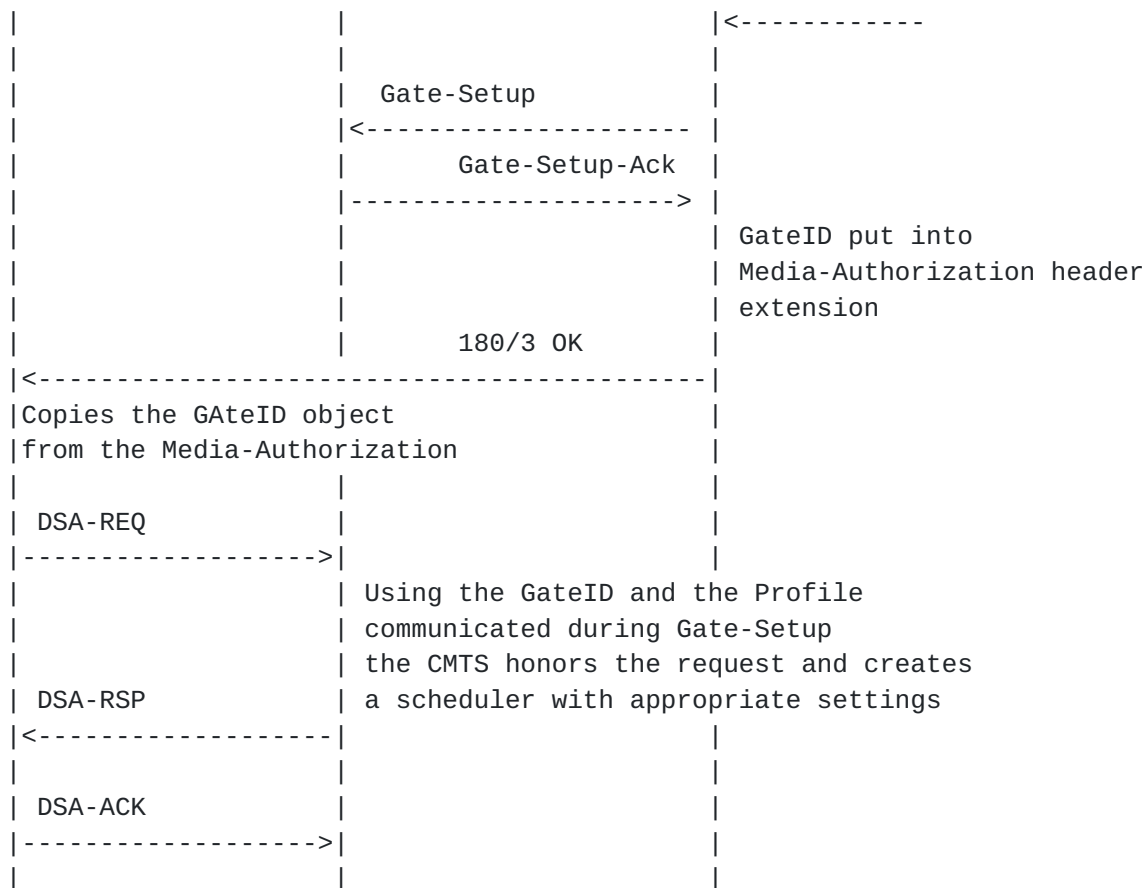 |                    |                       |<------------
|                    |                       |
|                    |  Gate-Setup           |
|                    |<--------------------- |
|                    |       Gate-Setup-Ack  |
|                    |---------------------> |
|                    |                       | GateID put into
|                    |                       | Media-Authorization header
|                    |                       | extension
|                    |       180/3 OK        |
|<-------------------------------------------|
|Copies the GAteID object                    |
|from the Media-Authorization                |
|                    |                       |
| DSA-REQ            |                       |
|------------------->|                       |
|                    | Using the GateID and the Profile
|                    | communicated during Gate-Setup
|                    | the CMTS honors the request and creates
| DSA-RSP            | a scheduler with appropriate settings
|<-------------------|                       |
|                    |                       |
| DSA-ACK            |                       |
|------------------->|                       |
|                    |                       |